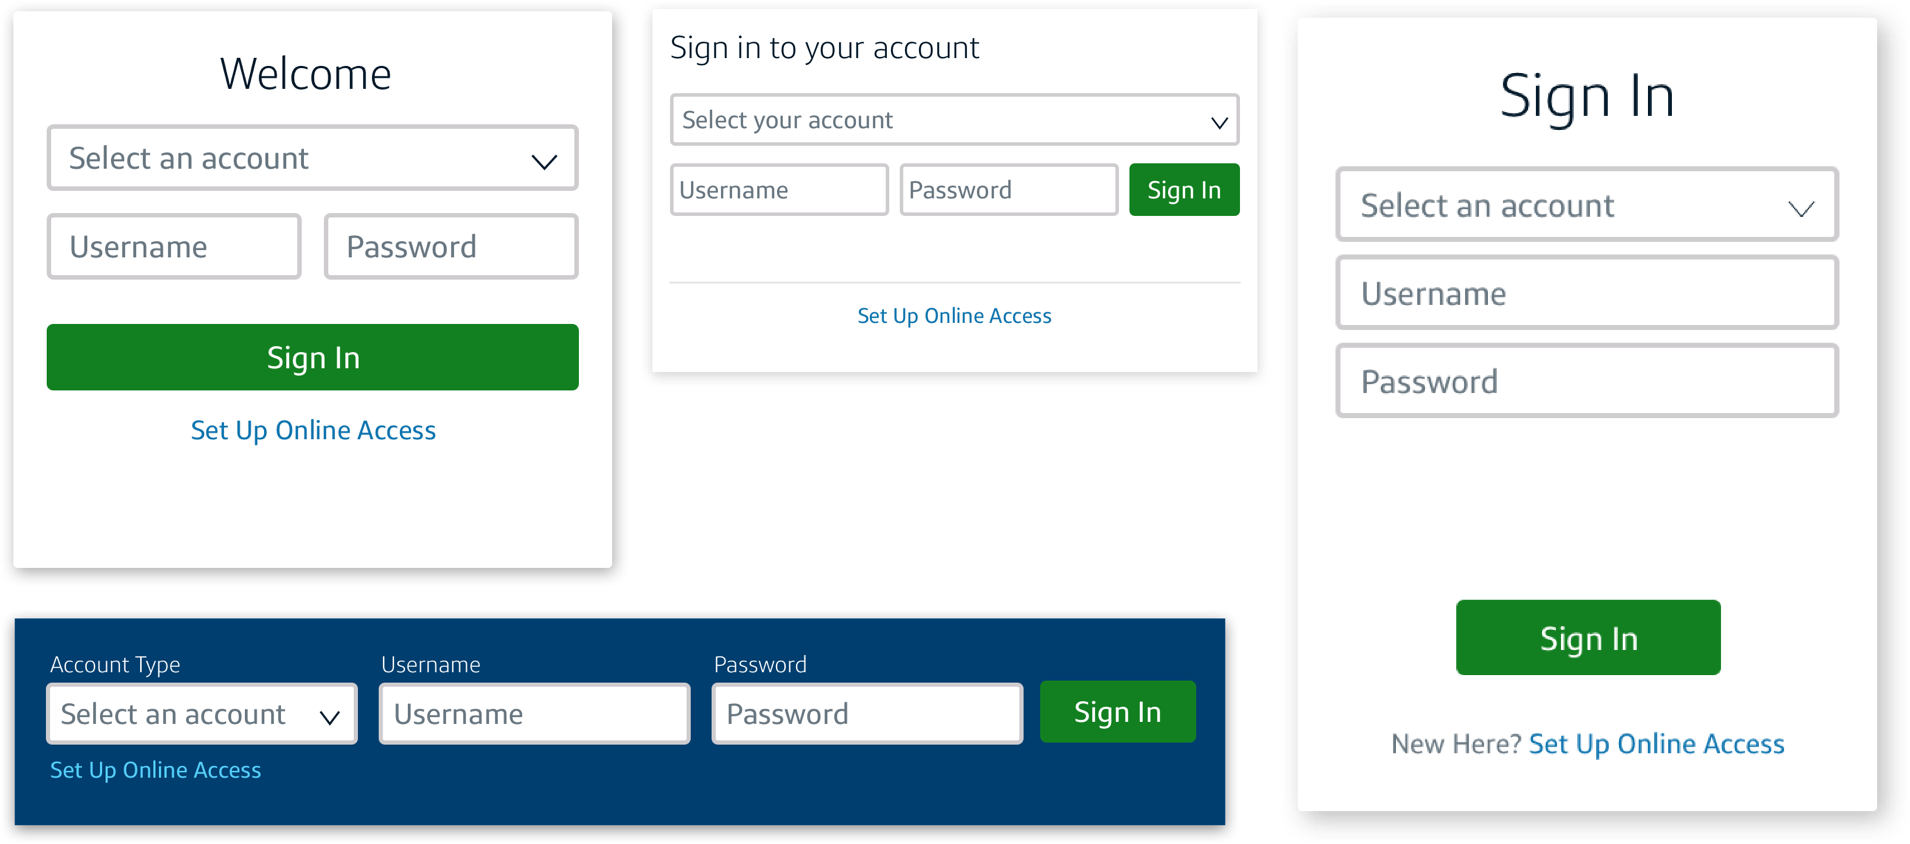 Welcome
Select an account
Username Password
Sign In
Set Up Online Access
Sign in to your account
Select your account
Username Password Sign In
Set Up Online Access
Sign In
Select an account
Username
Password
Sign In
New Here? Set Up Online Access
Account Type Username Password
Select an account Username Password Sign In
Set Up Online Access